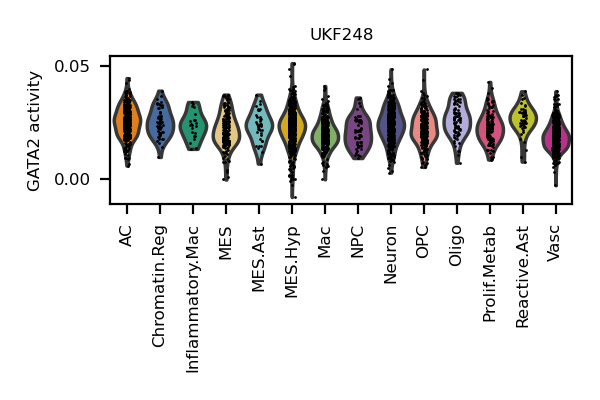 UKF248
GATA2 activity
0.05
0.00
AC
Chromatin.Reg
Inflammatory.Mac
MES
MES.Ast
MES.Hyp
Mac
NPC
Neuron
OPC
Oligo
Prolif.Metab
Reactive.Ast
Vasc